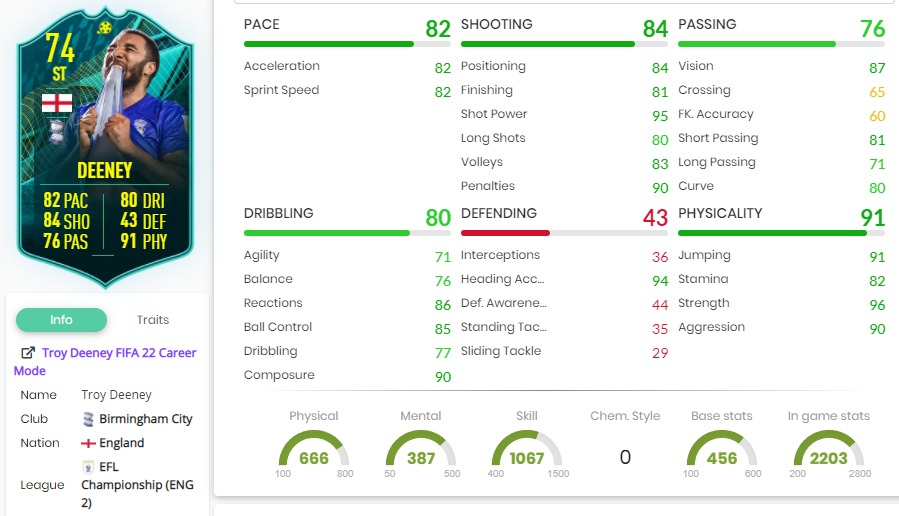 74
ST
DEENEY
82 PAC 80 DRI
84 SHO 43 DEF
76 PAS 91 PHY
Info Traits
Troy Deeney FIFA 22 Career
Mode
Name Troy Deeney
Club Birmingham City
Nation England
League EFL
Championship (ENG
2)
PACE 82
Acceleration 82
Sprint Speed 82
SHOOTING 84
Positioning 84
Finishing 81
Shot Power 95
Long Shots 80
Volleys 83
Penalties 90
PASSING 76
Vision 87
Crossing 65
FK. Accuracy 60
Short Passing 81
Long Passing 71
Curve 80
DRIBBLING 80
Agility 71
Balance 76
Reactions 86
Ball Control 85
Dribbling 77
Composure 90
DEFENDING 43
Interceptions 36
Heading Acc... 94
Def. Awarene... 44
Standing Tac... 35
Sliding Tackle 29
PHYSICALITY 91
Jumping 91
Stamina 82
Strength 96
Aggression 90
Physical
666
100 800
Mental
387
50 500
Skill
1067
400 1500
Chem. Style
0
Base stats
456
100 600
In game stats
2203
200 2800